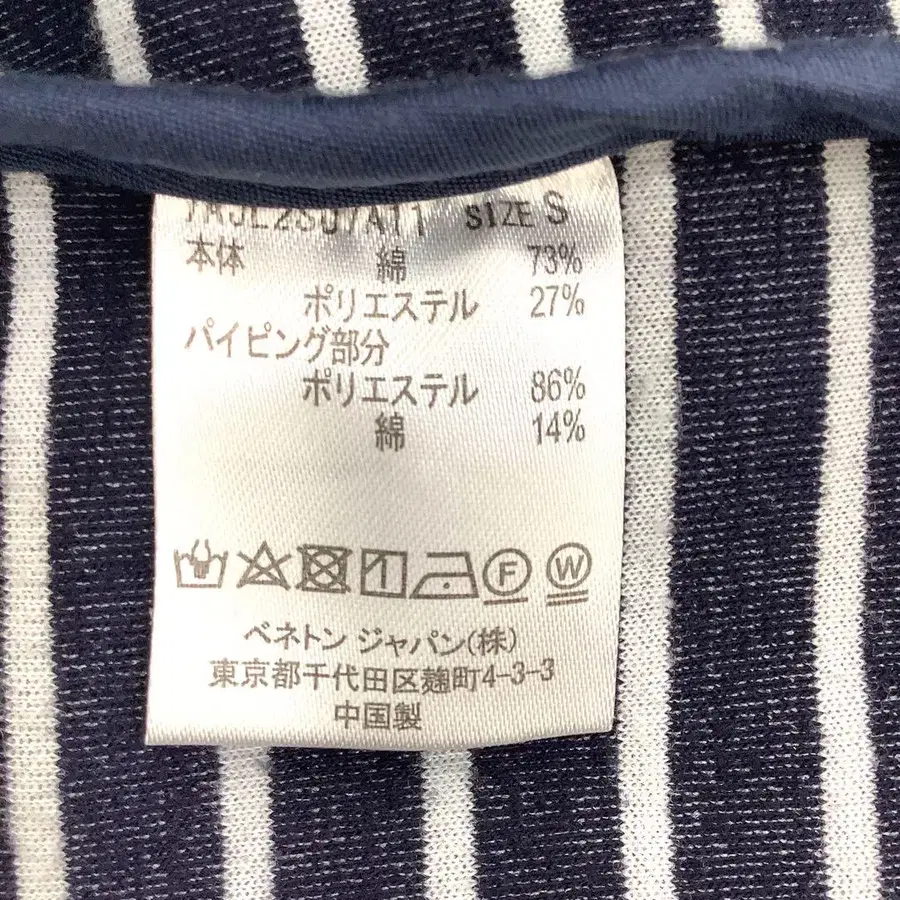 SIZE S
本体 綿 73%
ポリエステル 27%
パイピング部分
ポリエステル 86%
綿 14%
F W
ベネトン ジャパン(株)
東京都千代田区麹町4-3-3
中国製